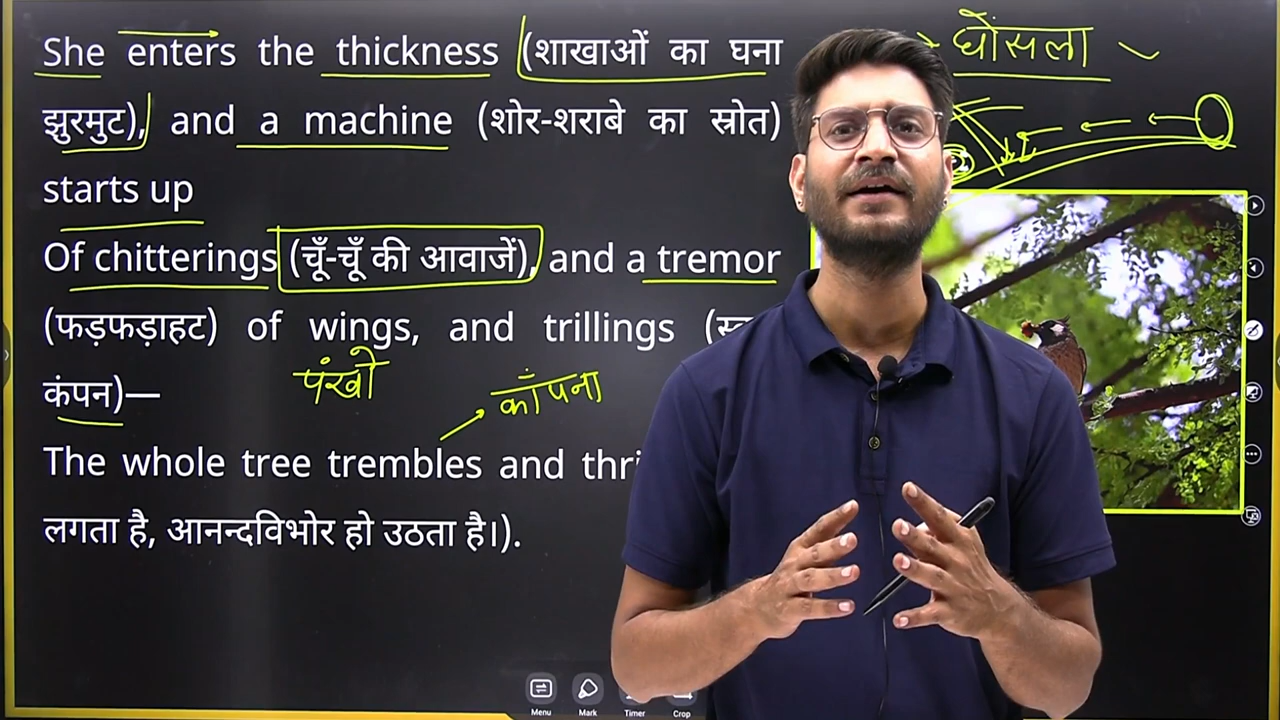 She enters the thickness (शाखाओं का घना
झुरमुट), and a machine (शोर-शराबे का स्रोत)
starts up
Of chitterings (चूँ-चूँ की आवाजें), and a tremor
(फड़फड़ाहट) of wings, and trillings
कंपन)—
The whole tree trembles and
लगता है, आनन्दविभोर हो उठता है।).
घोंसला
पंखों
काँपना
Menu
Mark
Timer
Crop